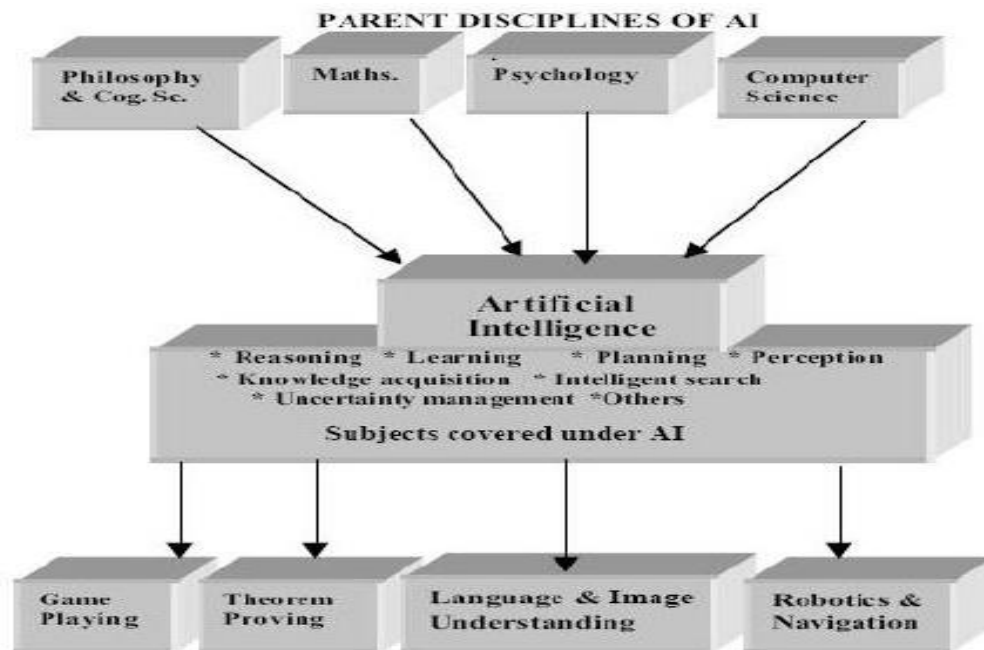 PARENT DISCIPLINES OF AI
Philosophy
& Cog. Sc.
Maths.
Psychology
Computer
Science
Artificial
Intelligence
* Reasoning * Learning * Planning * Perception
* Knowledge acquisition * Intelligent search
* Uncertainty management *Others
Subjects covered under AI
Game
Playing
Theorem
Proving
Language & Image
Understanding
Robotics &
Navigation